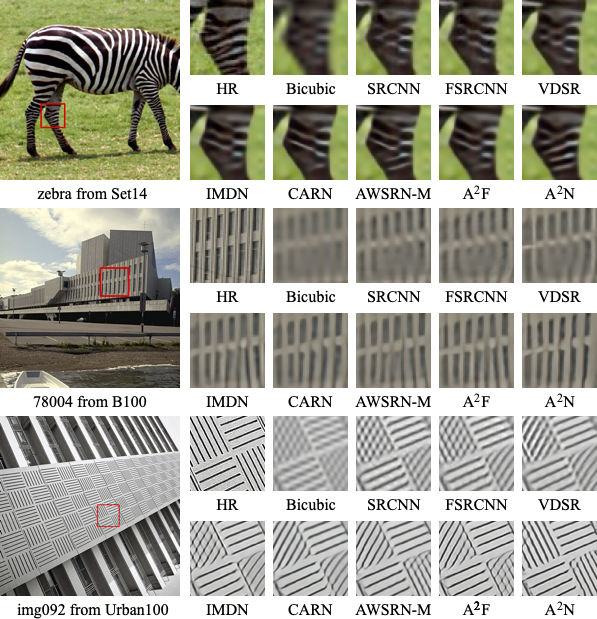 HR Bicubic SRCNN FSRCNN VDSR
IMDN CARN AWSRN-M A²F A²N
zebra from Set14
HR Bicubic SRCNN FSRCNN VDSR
IMDN CARN AWSRN-M A²F A²N
78004 from B100
HR Bicubic SRCNN FSRCNN VDSR
IMDN CARN AWSRN-M A²F A²N
img092 from Urban100